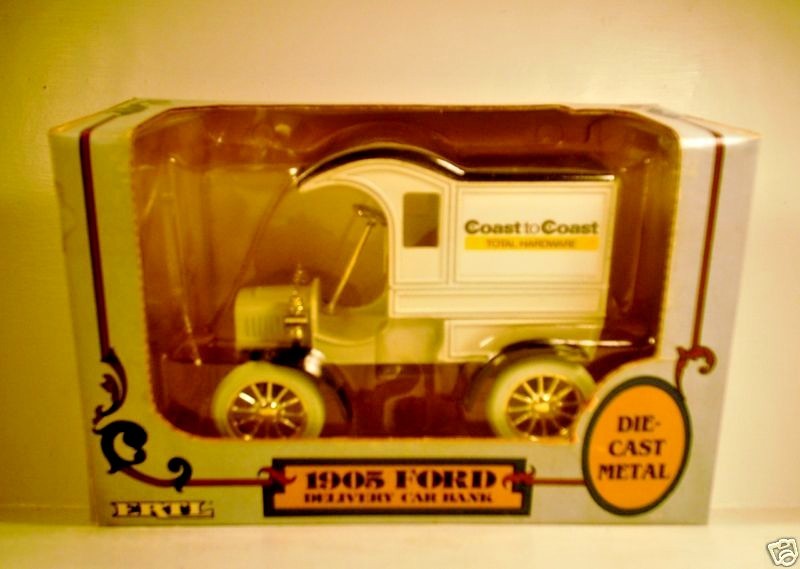 Coast to Coast
TOTAL HARDWARE
DIE-
CAST
METAL
1905 FORD
DELIVERY CAR BANK
ERTL